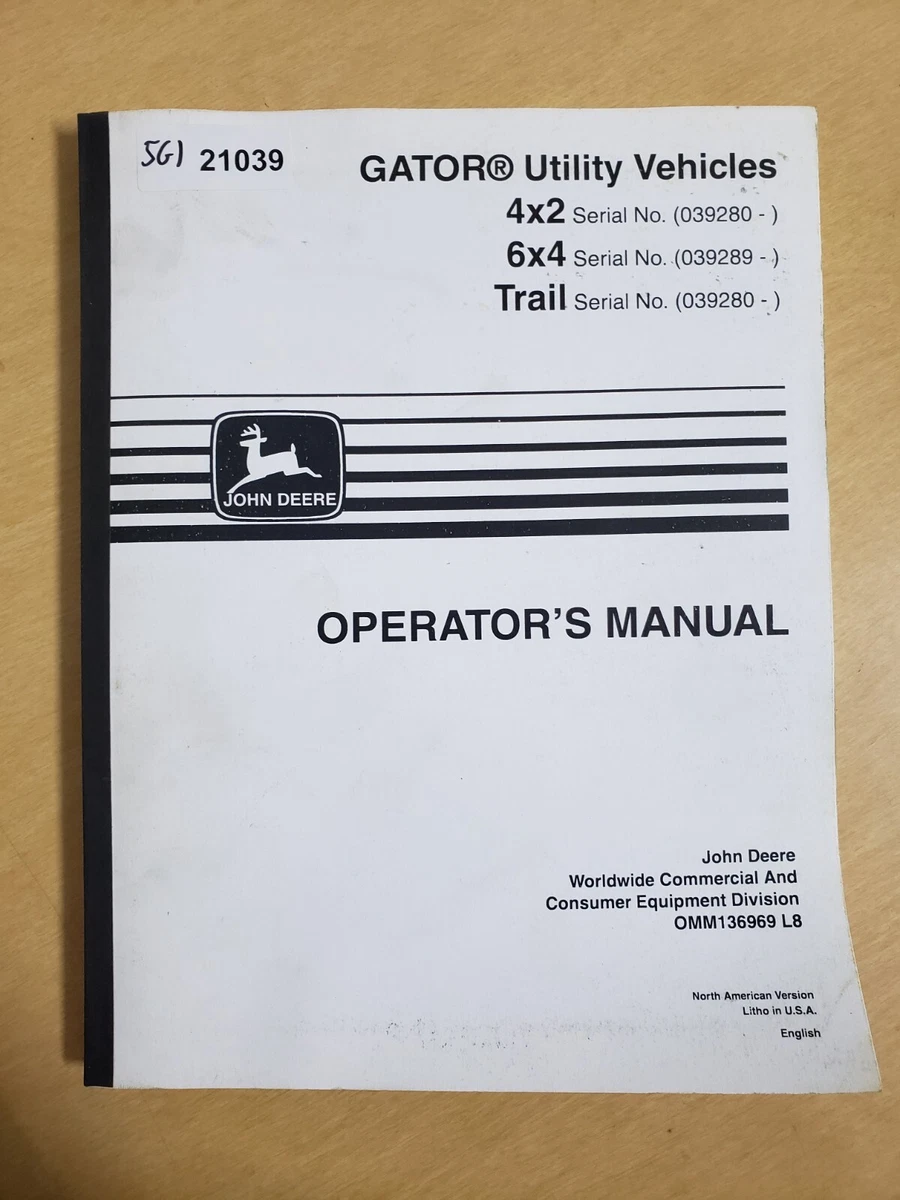 5G1 21039
GATOR® Utility Vehicles
4x2 Serial No. (039280 - )
6x4 Serial No. (039289 - )
Trail Serial No. (039280 - )
JOHN DEERE
OPERATOR'S MANUAL
John Deere
Worldwide Commercial And
Consumer Equipment Division
OMM136969 L8
North American Version
Litho in U.S.A.
English